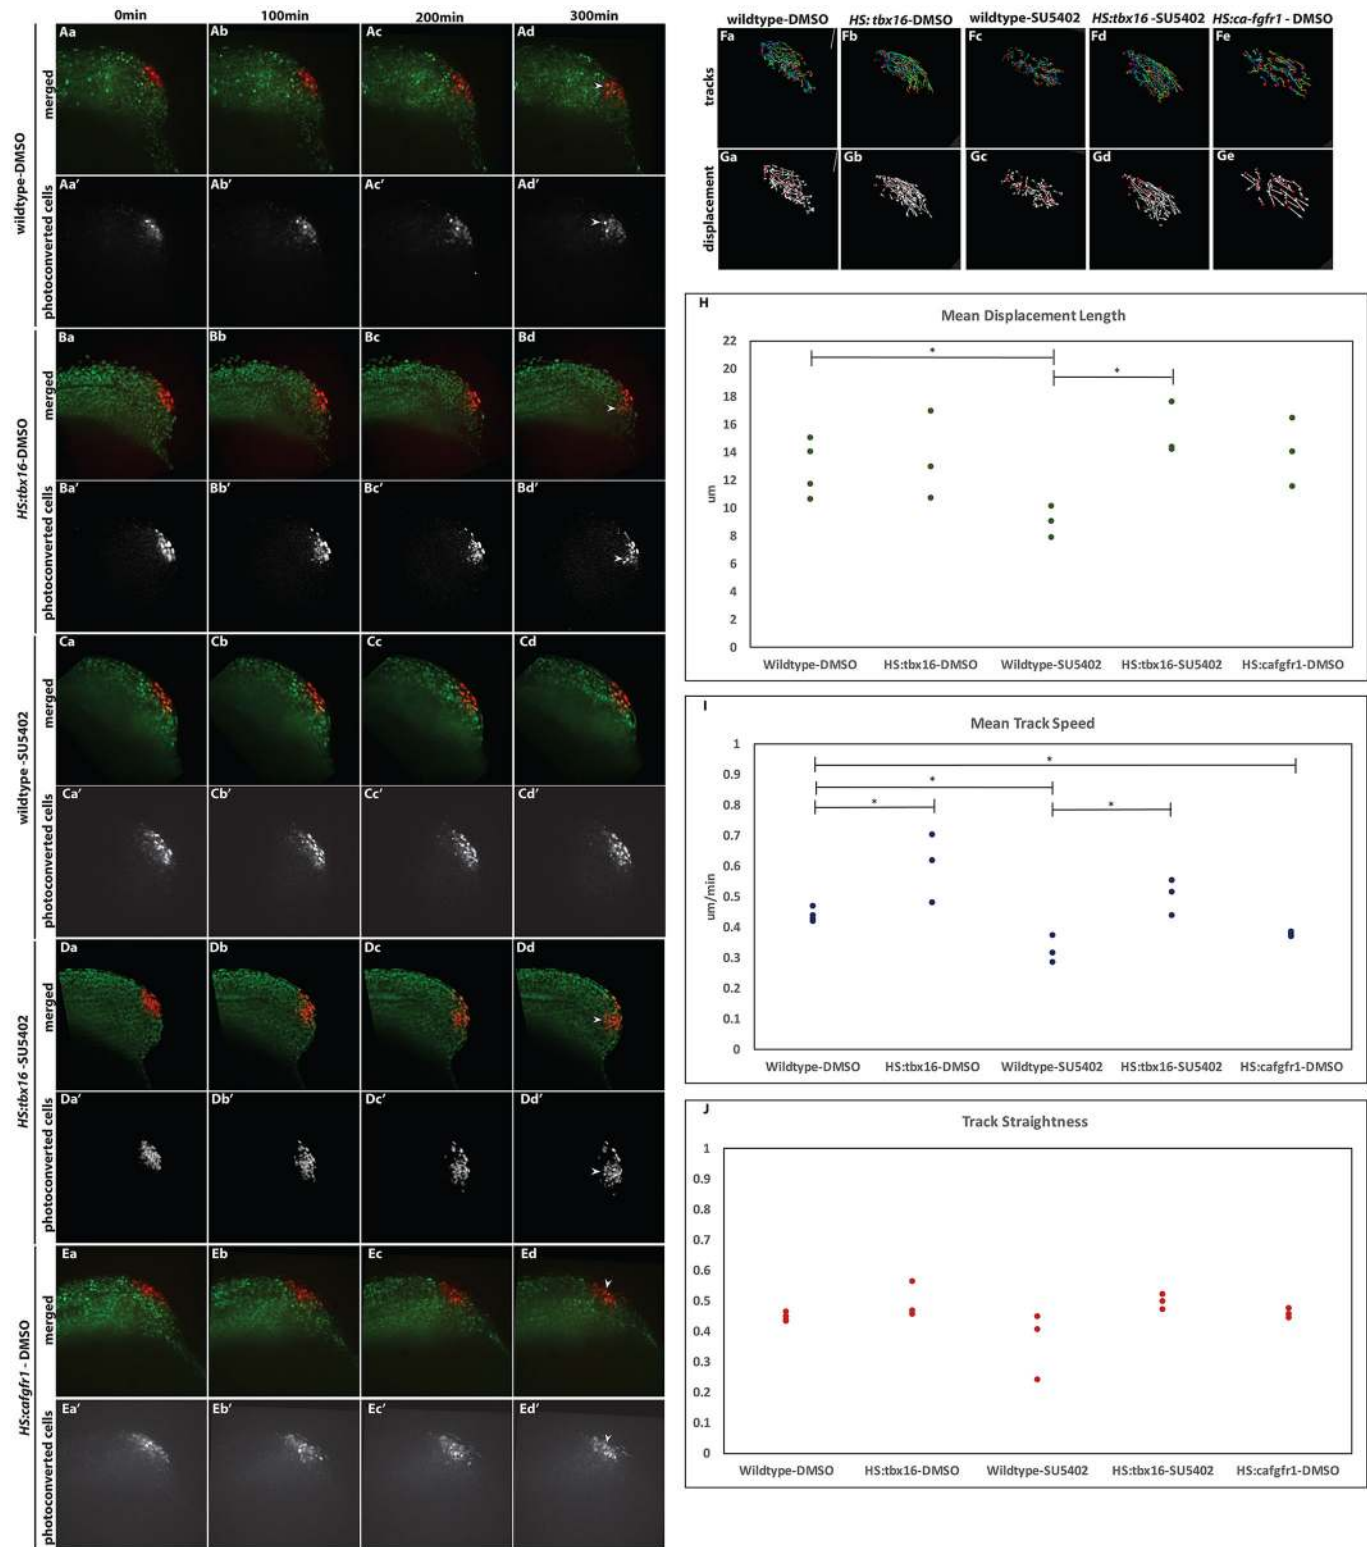 0min 100min 200min 300min
wildtype-DMSO
merged
Aa Ab Ac Ad
photoconverted cells
Aa' Ab' Ac' Ad'
HS:tbx16-DMSO
merged
Ba Bb Bc Bd
photoconverted cells
Ba' Bb' Bc' Bd'
wildtype -SU5402
merged
Ca Cb Cc Cd
photoconverted cells
Ca' Cb' Cc' Cd'
HS:tbx16 -SU5402
merged
Da Db Dc Dd
photoconverted cells
Da' Db' Dc' Dd'
HS:cafgfr1 - DMSO
merged
Ea Eb Ec Ed
photoconverted cells
Ea' Eb' Ec' Ed'
wildtype-DMSO HS: tbx16-DMSO wildtype-SU5402 HS:tbx16 -SU5402 HS:ca-fgfr1 - DMSO
tracks
Fa Fb Fc Fd Fe
displacement
Ga Gb Gc Gd Ge
H
Mean Displacement Length
22
20
18
16
14
12
10
8
6
4
2
0
um
* *
Wildtype-DMSO HS:tbx16-DMSO Wildtype-SU5402 HS:tbx16-SU5402 HS:cafgfr1-DMSO
I
Mean Track Speed
1
0.9
0.8
0.7
0.6
0.5
0.4
0.3
0.2
0.1
0
um/min
*
*
* *
Wildtype-DMSO HS:tbx16-DMSO Wildtype-SU5402 HS:tbx16-SU5402 HS:cafgfr1-DMSO
J
Track Straightness
1
0.9
0.8
0.7
0.6
0.5
0.4
0.3
0.2
0.1
0
Wildtype-DMSO HS:tbx16-DMSO Wildtype-SU5402 HS:tbx16-SU5402 HS:cafgfr1-DMSO